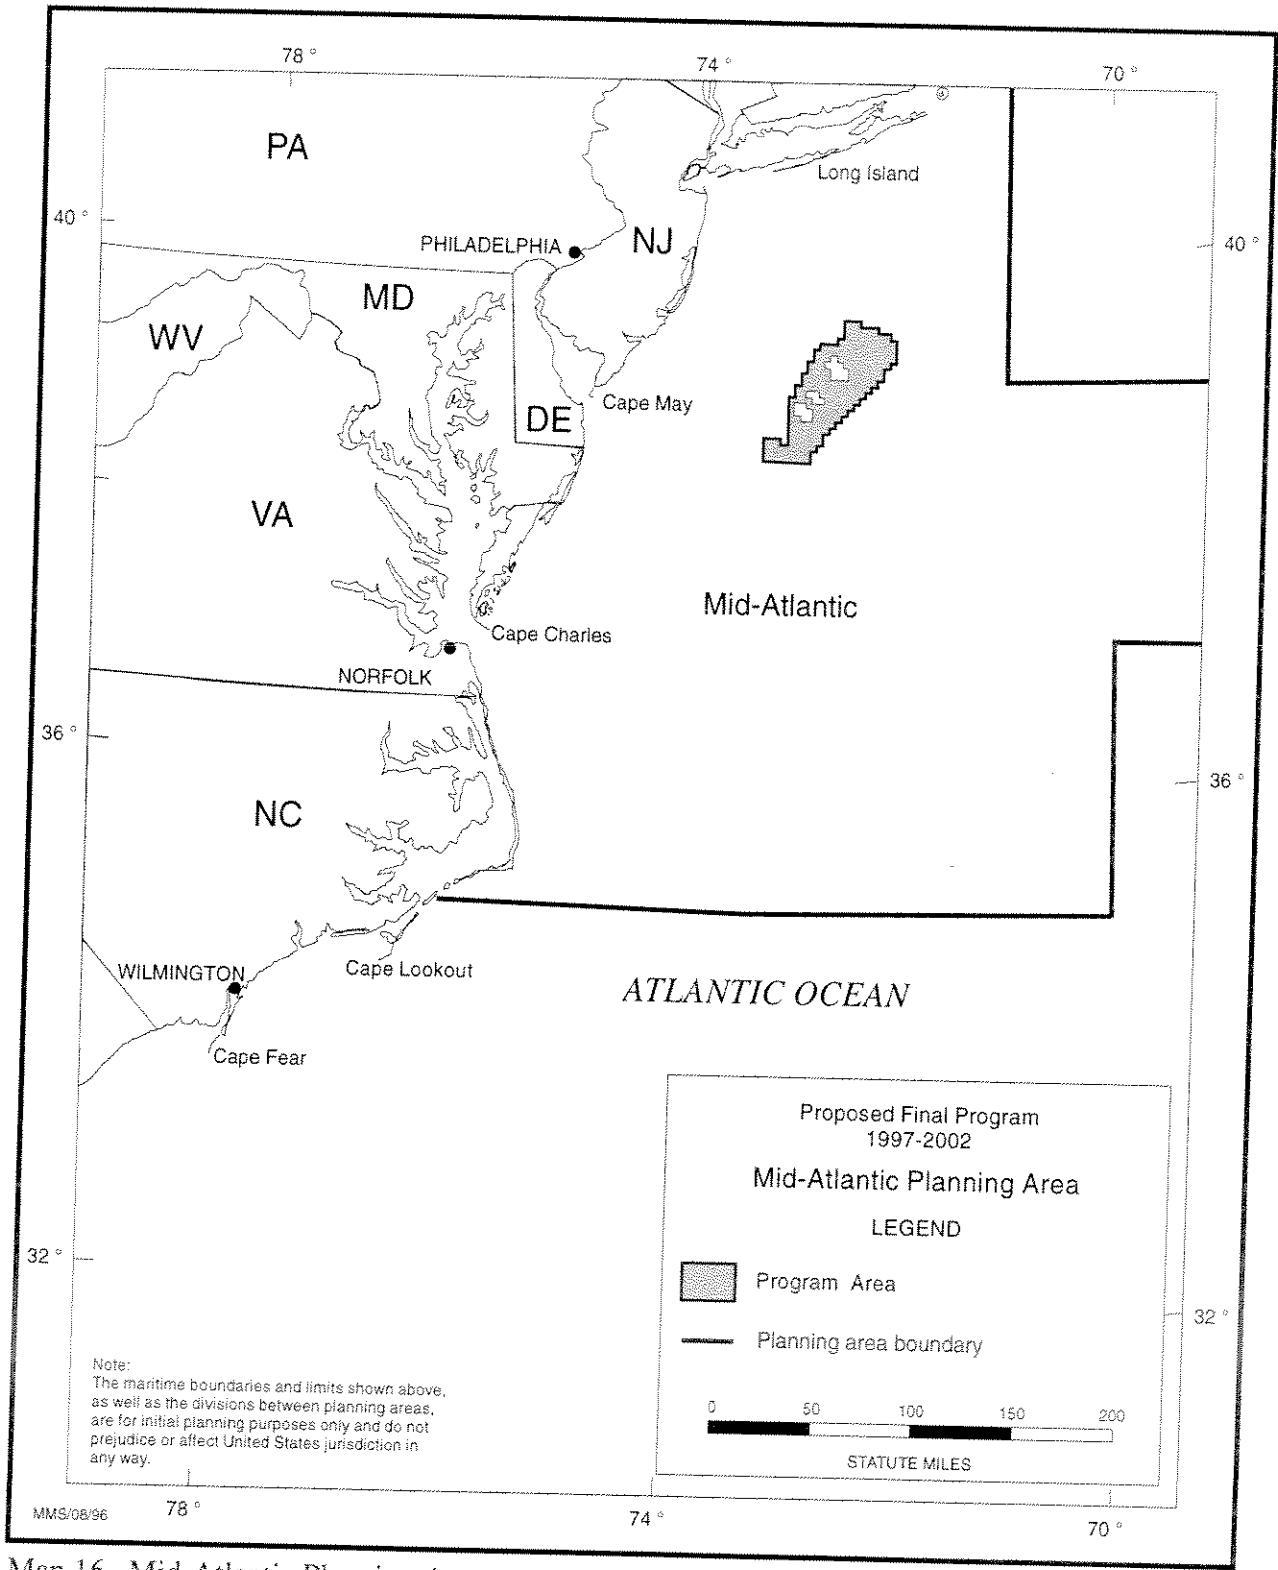 78 °
74 °
70 °
PA
Long Island
40 °
PHILADELPHIA
NJ
40 °
MD
WV
Cape May
DE
VA
Mid-Atlantic
Cape Charles
NORFOLK
36 °
36 °
NC
WILMINGTON
Cape Lookout
ATLANTIC OCEAN
Cape Fear
Proposed Final Program
1997-2002
Mid-Atlantic Planning Area
LEGEND
Program Area
Planning area boundary
32 °
32 °
0 50 100 150 200
STATUTE MILES
Note:
The maritime boundaries and limits shown above,
as well as the divisions between planning areas,
are for initial planning purposes only and do not
prejudice or affect United States jurisdiction in
any way.
MMS/08/96
78 °
74 °
70 °
Map 16 Mid-Atlantic Planning